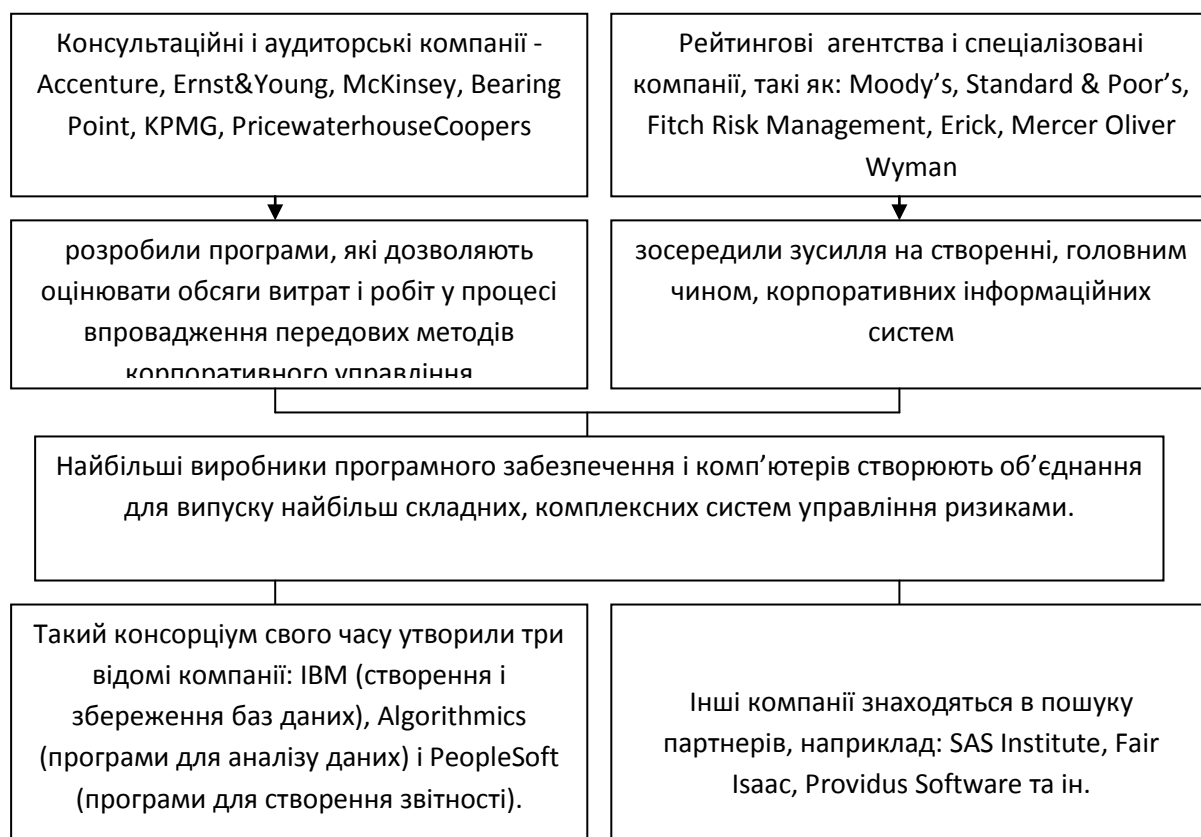 Консультаційні і аудиторські компанії -
Accenture, Ernst&Young, McKinsey, Bearing
Point, KPMG, PricewaterhouseCoopers
Рейтингові агентства і спеціалізовані
компанії, такі як: Moody’s, Standard & Poor’s,
Fitch Risk Management, Erick, Mercer Oliver
Wyman
розробили програми, які дозволяють
оцінювати обсяги витрат і робіт у процесі
впровадження передових методів
корпоративного управління
зосередили зусилля на створенні, головним
чином, корпоративних інформаційних
систем
Найбільші виробники програмного забезпечення і комп’ютерів створюють об’єднання
для випуску найбільш складних, комплексних систем управління ризиками.
Такий консорціум свого часу утворили три
відомі компанії: IBM (створення і
збереження баз даних), Algorithmics
(програми для аналізу даних) і PeopleSoft
(програми для створення звітності).
Інші компанії знаходяться в пошуку
партнерів, наприклад: SAS Institute, Fair
Isaac, Providus Software та ін.